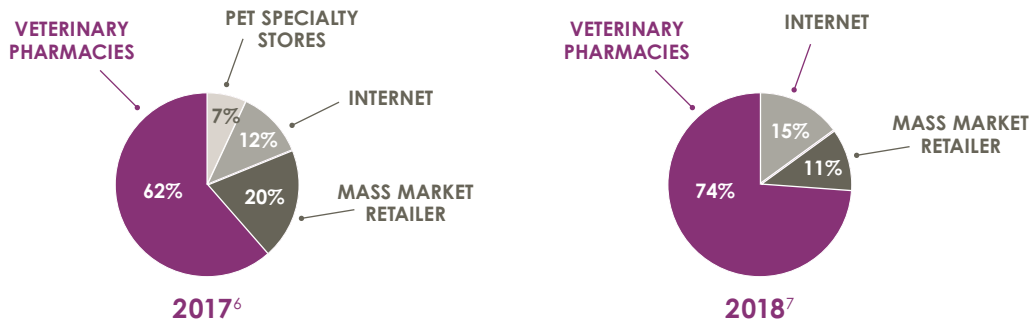 VETERINARY
PHARMACIES
PET SPECIALTY
STORES
INTERNET
MASS MARKET
RETAILER
7%
12%
20%
62%
2017⁶
VETERINARY
PHARMACIES
INTERNET
MASS MARKET
RETAILER
15%
11%
74%
2018⁷